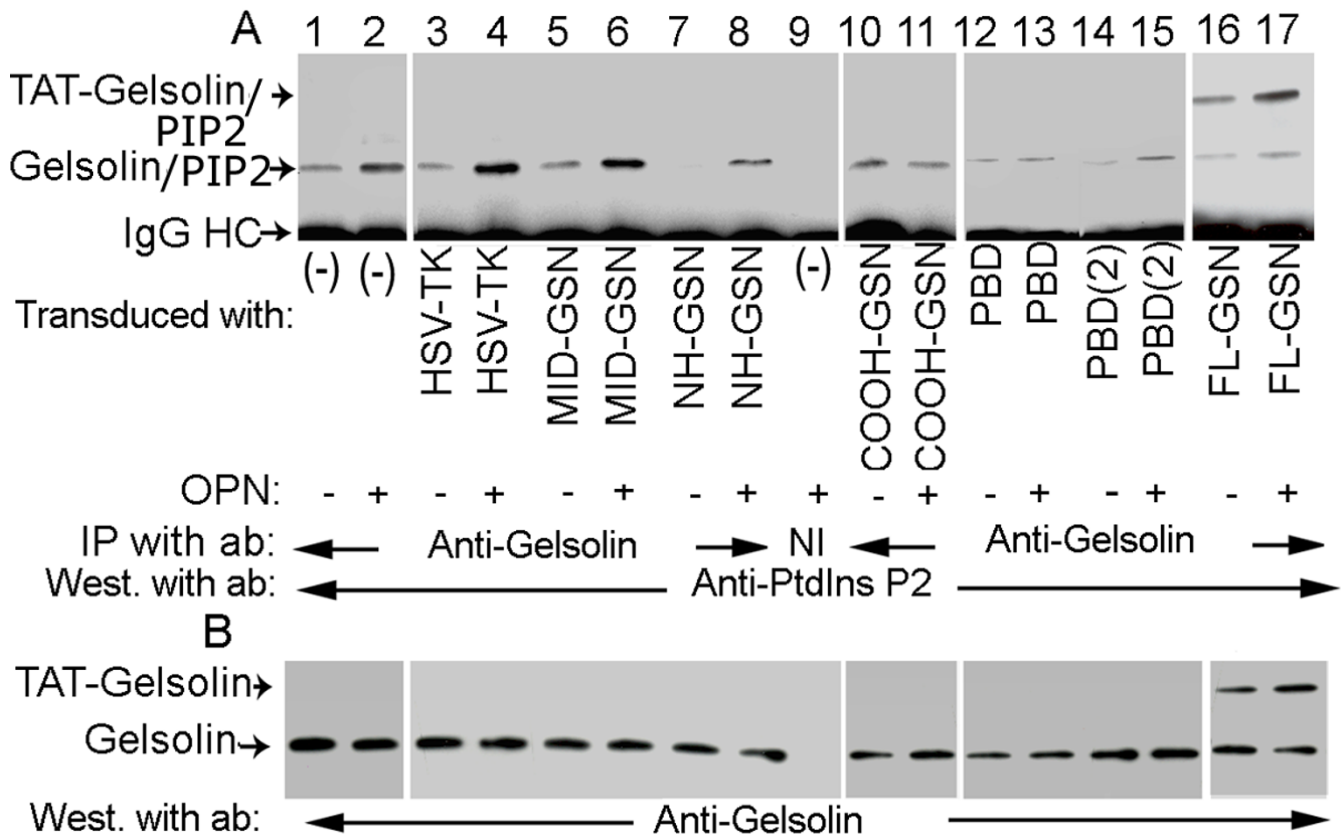 A 1 2 3 4 5 6 7 8 9 10 11 12 13 14 15 16 17
TAT-Gelsolin/
PIP2
Gelsolin/PIP2
IgG HC
Transduced with: (-) (-) HSV-TK HSV-TK MID-GSN MID-GSN NH-GSN NH-GSN (-) COOH-GSN COOH-GSN PBD PBD PBD(2) PBD(2) FL-GSN FL-GSN
OPN: - + - + - + - + + - + - + - + - +
IP with ab: Anti-Gelsolin NI Anti-Gelsolin
West. with ab: Anti-PtdIns P2
B
TAT-Gelsolin
Gelsolin
West. with ab: Anti-Gelsolin